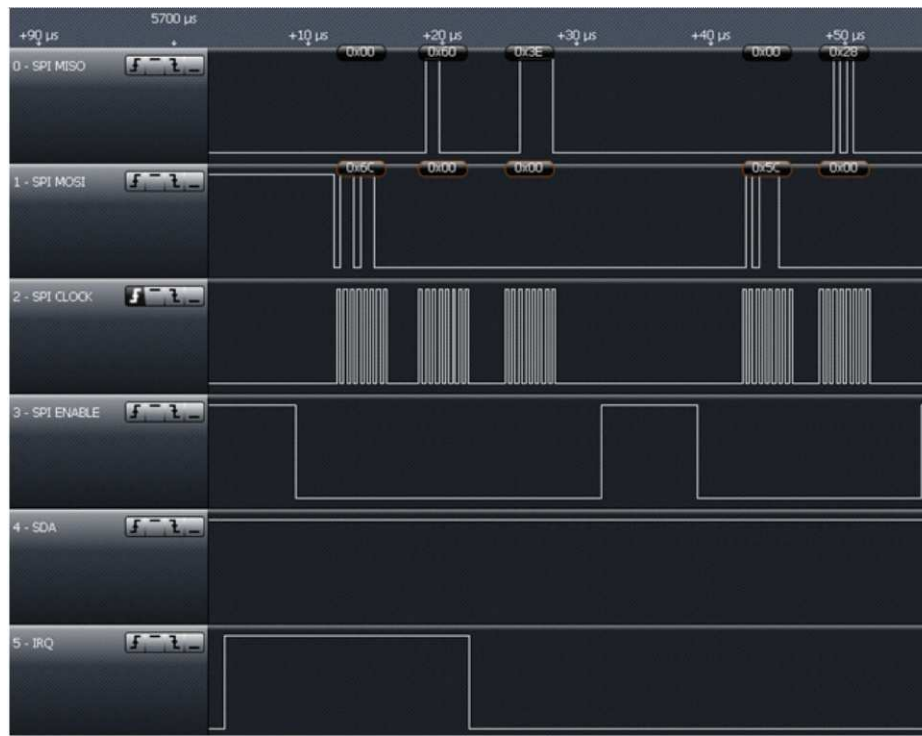 5700 µs
+90 µs +10 µs +20 µs +30 µs +40 µs +50 µs
0 - SPI MISO 0x00 0x60 0x3E 0x00 0x28
1 - SPI MOSI 0x6C 0x00 0x00 0x5C 0x00
2 - SPI CLOCK
3 - SPI ENABLE
4 - SDA
5 - IRQ